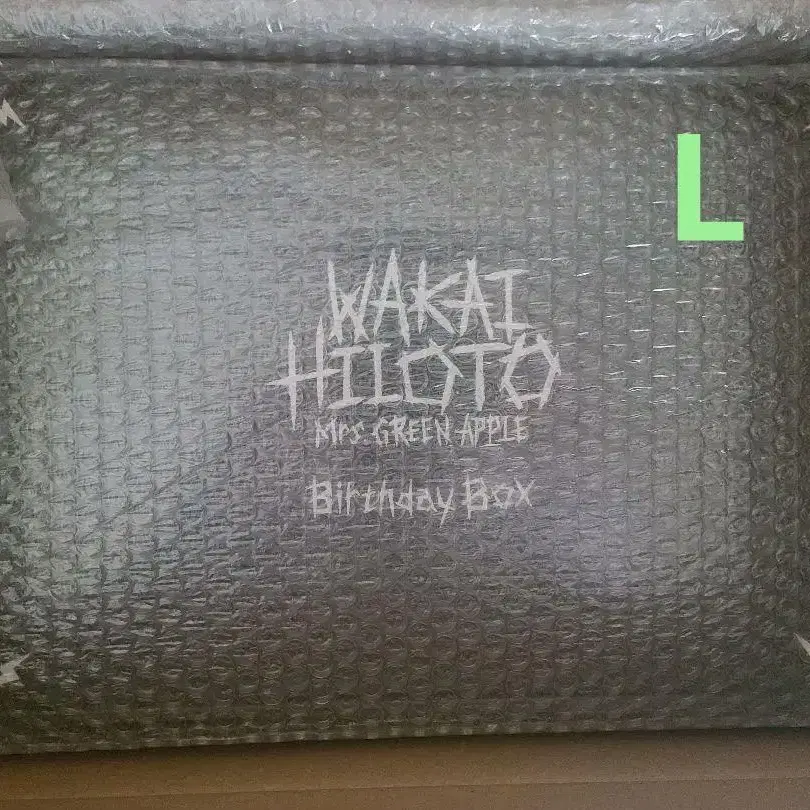 L
WAKAI
HILOTO
Mrs. GREEN APPLE
Birthday Box